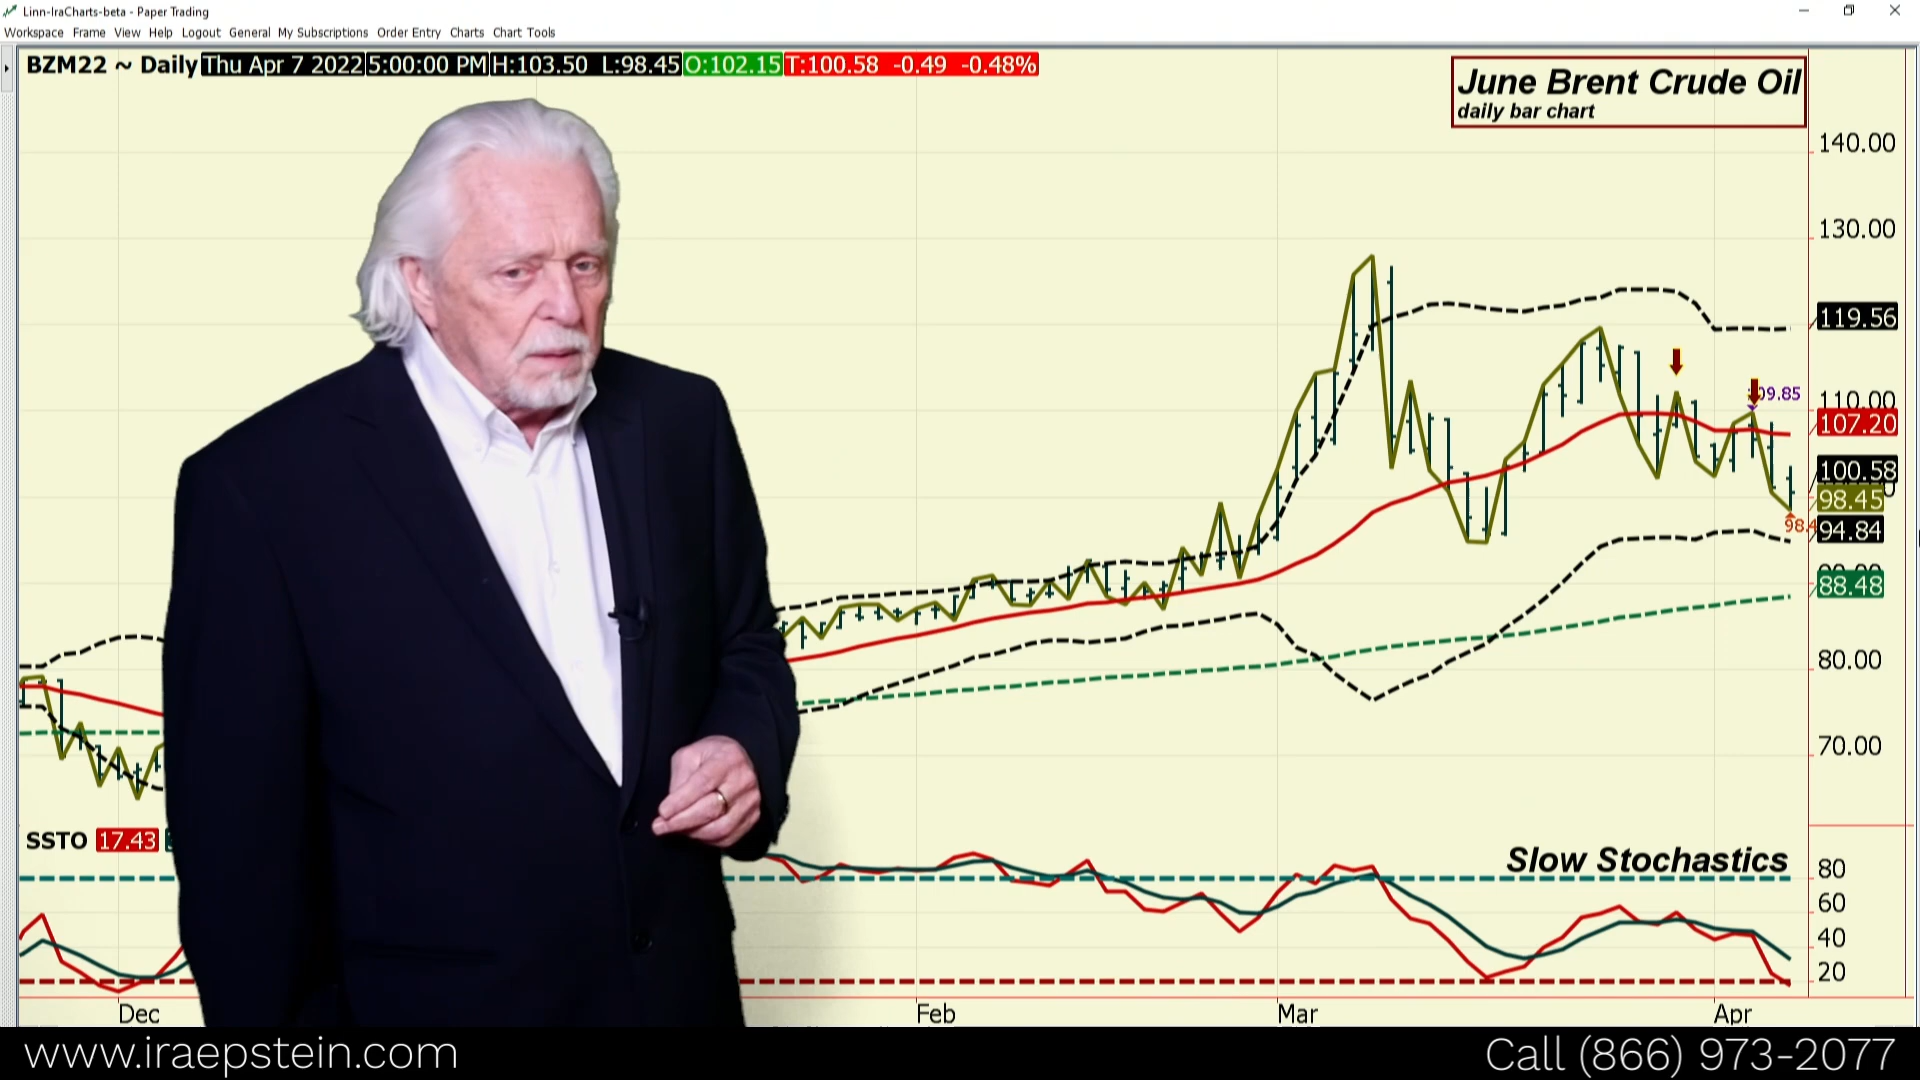 Linn-IraCharts-beta - Paper Trading
Workspace Frame View Help Logout General My Subscriptions Order Entry Charts Chart Tools
BZM22 ~ Daily Thu Apr 7 2022 5:00:00 PM H:103.50 L:98.45 O:102.15 T:100.58 -0.49 -0.48%
June Brent Crude Oil
daily bar chart
140.00
130.00
119.56
110.00
107.20
100.58
98.45
94.84
88.48
80.00
70.00
SSTO 17.43
Slow Stochastics
80
60
40
20
Dec Feb Mar Apr
www.iraepstein.com Call (866) 973-2077